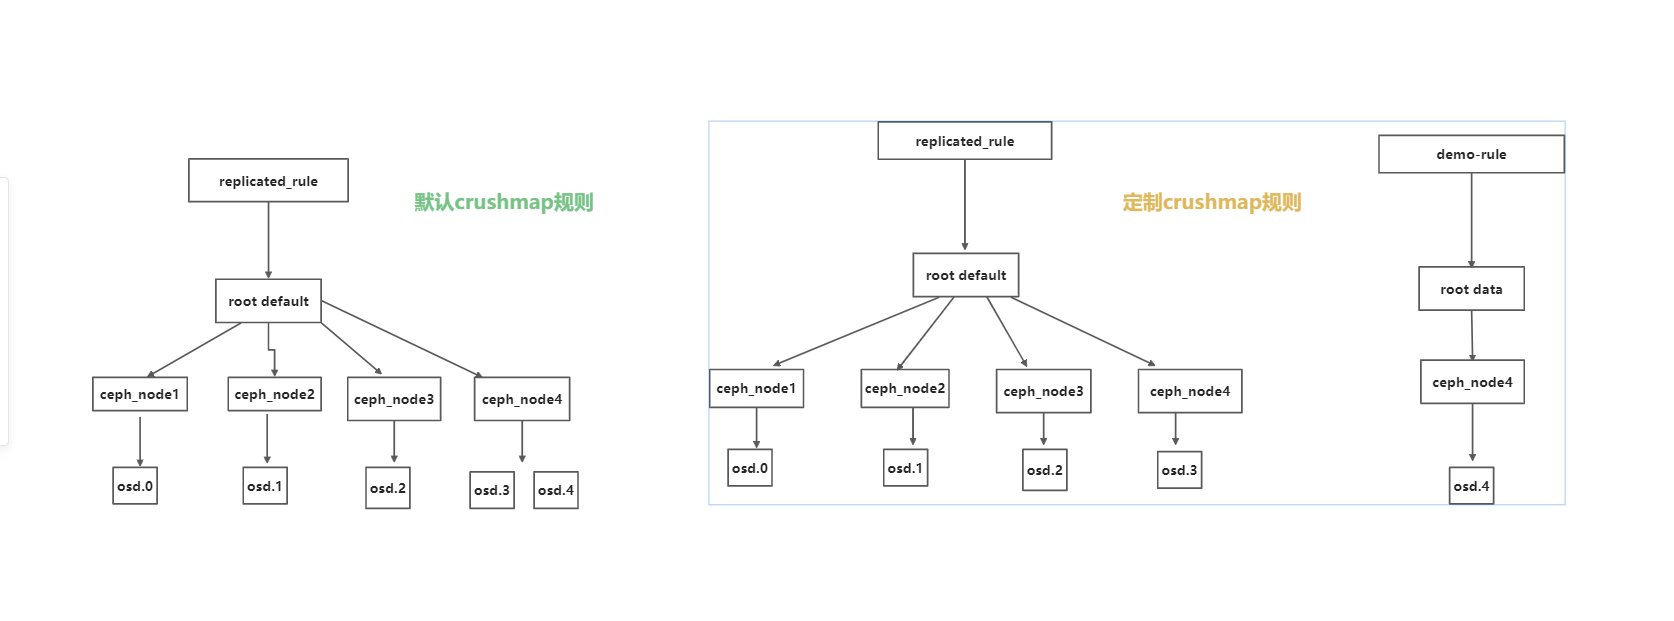 replicated_rule
默认crushmap规则
root default
ceph_node1
ceph_node2
ceph_node3
ceph_node4
osd.0
osd.1
osd.2
osd.3
osd.4
replicated_rule
定制crushmap规则
root default
ceph_node1
ceph_node2
ceph_node3
ceph_node4
osd.0
osd.1
osd.2
osd.3
demo-rule
root data
ceph_node4
osd.4